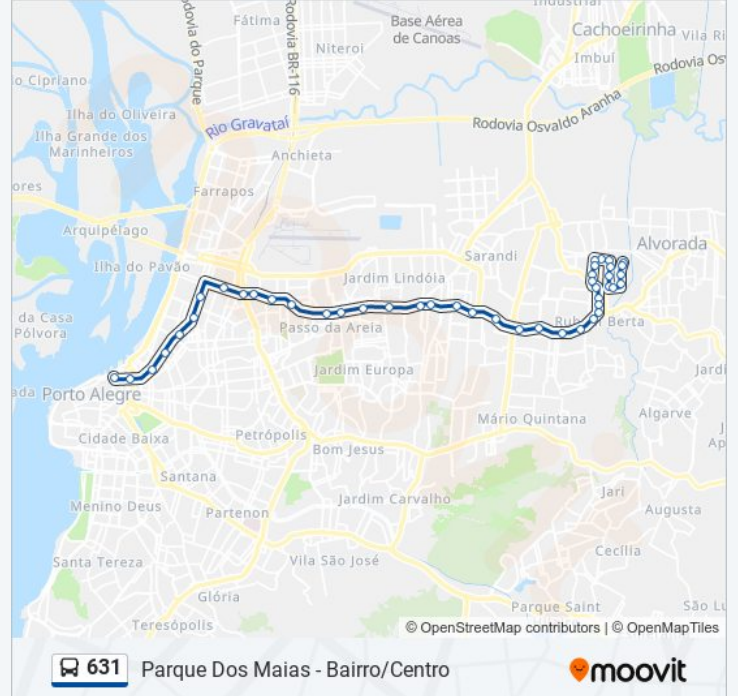 Fátima
Industrial
Base Aérea
de Canoas
Cachoeirinha
Vila Ri
Niteroi
Rodovia do Parque
Rodovia BR-116
Imbuí
Rodovia Os
o Cipriano
Ilha do Oliveira
Rio Gravataí
Rodovia Osvaldo Aranha
Ilha Grande dos
Marinheiros
Anchieta
ores
Farrapos
Arquipélago
Sarandi
Alvorada
Ilha do Pavão
Jardim Lindóia
da Casa
Pólvora
Passo da Areia
Rub Berta
Jardim Europa
Jardi
ada
Porto Alegre
Mário Quintana
Algarve
J
Ap
Cidade Baixa
Petrópolis
Bom Jesus
Santana
Jari
Menino Deus
Partenon
Jardim Carvalho
Augusta
Cecília
Santa Tereza
Vila São José
Glória
Parque Saint
São Lu
Teresópolis
© OpenStreetMap contributors | © OpenMapTiles
631
Parque Dos Maias - Bairro/Centro
moovit